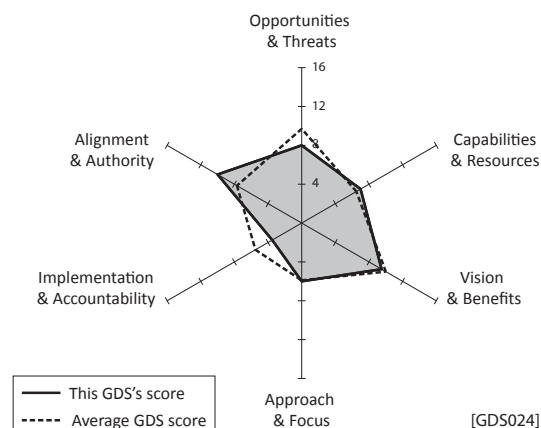 Opportunities
& Threats
16
12
8
4
Alignment
& Authority
Capabilities
& Resources
Implementation
& Accountability
Vision
& Benefits
Approach
& Focus
This GDS's score
Average GDS score
[GDS024]